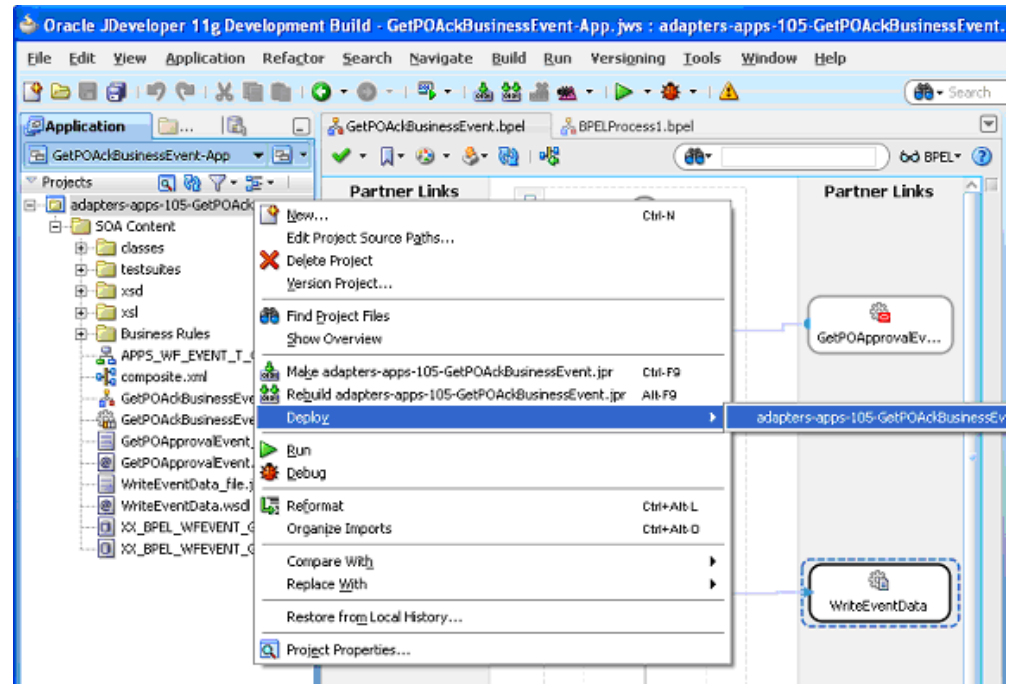 Oracle JDeveloper 11g Development Build - GetPOAckBusinessEvent-App.jws : adapters-apps-105-GetPOAckBusinessEvent.
File Edit View Application Refactor Search Navigate Build Run Versioning Tools Window Help
Search
Application
GetPOAckBusinessEvent.bpel
BPELProcess1.bpel
GetPOAckBusinessEvent-App
BPEL
Projects
Partner Links
Partner Links
adapters-apps-105-GetPOAck
SOA Content
classes
testsuites
xsd
xsl
Business Rules
APPS_WF_EVENT_T_
composite.xml
GetPOAckBusinessEve
GetPOAckBusinessEve
GetPOApprovalEvent_
GetPOApprovalEvent.
WriteEventData_file.j
WriteEventData.wsdl
XX_BPEL_WFEVENT_G
XX_BPEL_WFEVENT_G
New... Ctrl-N
Edit Project Source Paths...
Delete Project
Version Project...
Find Project Files
Show Overview
Make adapters-apps-105-GetPOAckBusinessEvent.jpr Ctrl-F9
Rebuild adapters-apps-105-GetPOAckBusinessEvent.jpr Alt-F9
Deploy
adapters-apps-105-GetPOAckBusinessEv
Run
Debug
Reformat Ctrl+Alt-L
Organize Imports Ctrl+Alt-O
Compare With
Replace With
Restore from Local History...
Project Properties...
GetPOApprovalEv...
WriteEventData